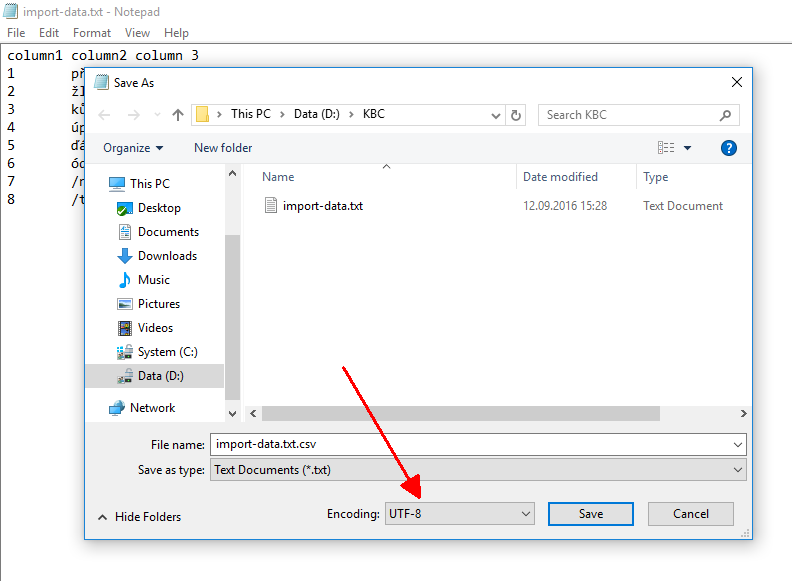 import-data.txt - Notepad
File Edit Format View Help
column1 column2 column 3
1 př
2 žl
3 ků
4 úp
5 ďá
6 ód
7 /n
8 /t
Save As
This PC > Data (D:) > KBC
Search KBC
Organize New folder
Name Date modified Type
import-data.txt 12.09.2016 15:28 Text Document
This PC
Desktop
Documents
Downloads
Music
Pictures
Videos
System (C:)
Data (D:)
Network
File name: import-data.txt.csv
Save as type: Text Documents (*.txt)
Hide Folders Encoding: UTF-8 Save Cancel